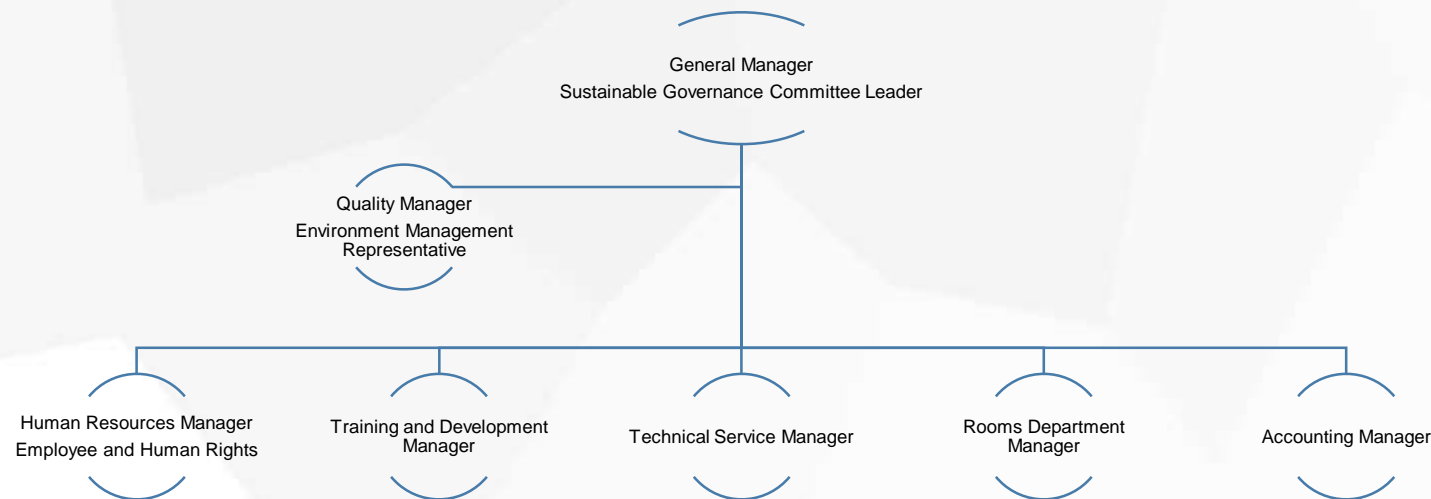 General Manager
Sustainable Governance Committee Leader
Quality Manager
Environment Management
Representative
Human Resources Manager
Employee and Human Rights
Training and Development
Manager
Technical Service Manager
Rooms Department
Manager
Accounting Manager